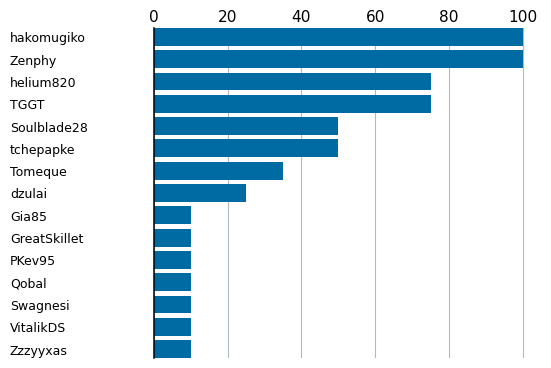 0 20 40 60 80 100
hakomugiko
Zenphy
helium820
TGGT
Soulblade28
tchepapke
Tomeque
dzulai
Gia85
GreatSkillet
PKev95
Qobal
Swagnesi
VitalikDS
Zzzyyxas